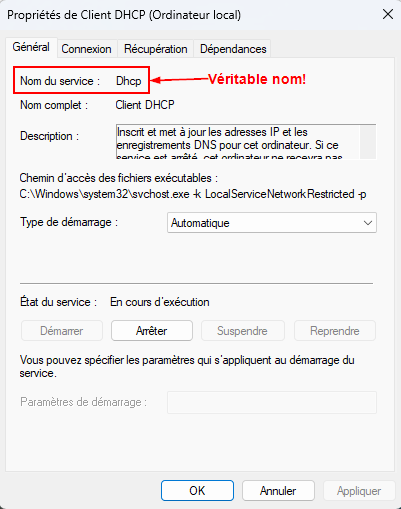 Propriétés de Client DHCP (Ordinateur local)
Général Connexion Récupération Dépendances
Nom du service : Dhcp Véritable nom!
Nom complet : Client DHCP
Description : Inscrit et met à jour les adresses IP et les
enregistrements DNS pour cet ordinateur. Si ce
service est arrêté, cet ordinateur ne recevra pas
Chemin d'accès des fichiers exécutables :
C:\Windows\system32\svchost.exe -k LocalServiceNetworkRestricted -p
Type de démarrage : Automatique
État du service : En cours d'exécution
Démarrer Arrêter Suspendre Reprendre
Vous pouvez spécifier les paramètres qui s'appliquent au démarrage du
service.
Paramètres de démarrage :
OK Annuler Appliquer